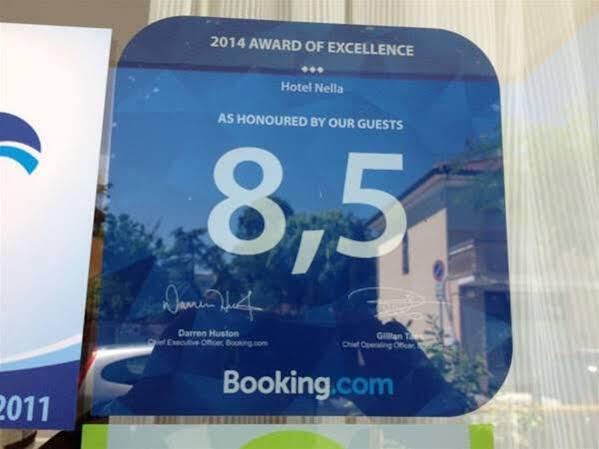 2014 AWARD OF EXCELLENCE
Hotel Nella
AS HONOURED BY OUR GUESTS
8,5
Darren Huston
Chief Executive Officer, Booking.com
Gillian
Chief Operating Officer,
Booking.com
2011